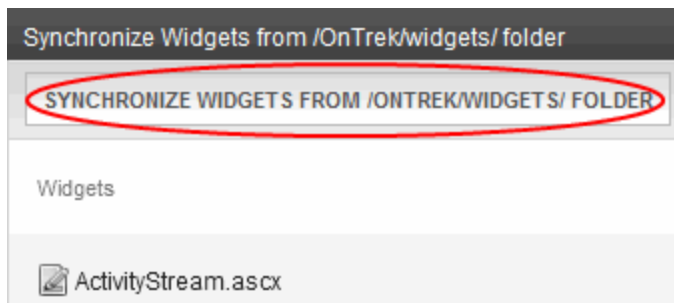 Synchronize Widgets from /OnTrek/widgets/ folder
SYNCHRONIZE WIDGETS FROM /ONTREK/WIDGETS/ FOLDER
Widgets
ActivityStream.ascx